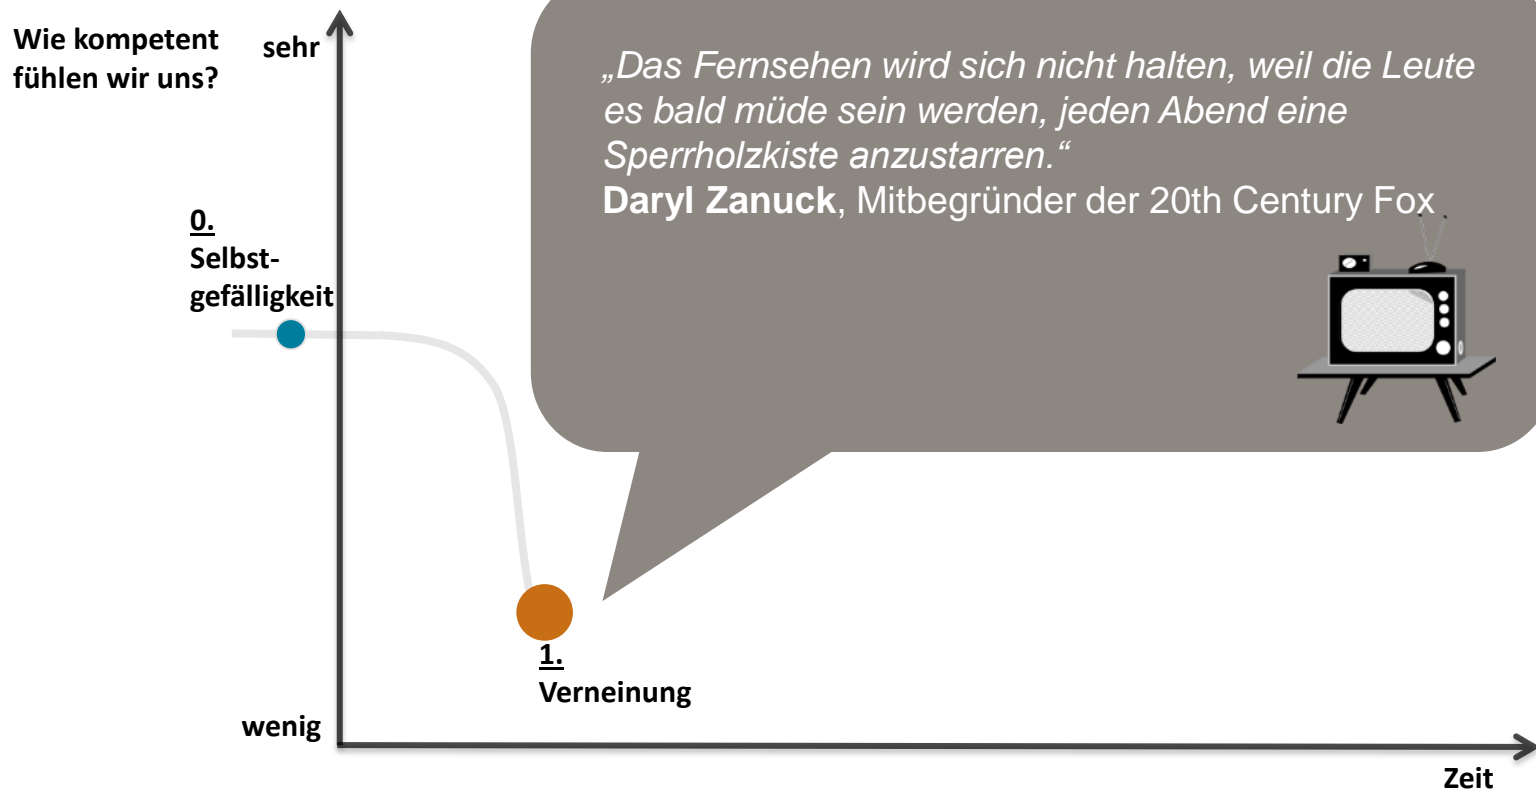 Wie kompetent
fühlen wir uns?
sehr
„Das Fernsehen wird sich nicht halten, weil die Leute
es bald müde sein werden, jeden Abend eine
Sperrholzkiste anzustarren.“
Daryl Zanuck, Mitbegründer der 20th Century Fox
0.
Selbst-
gefälligkeit
1.
Verneinung
wenig
Zeit